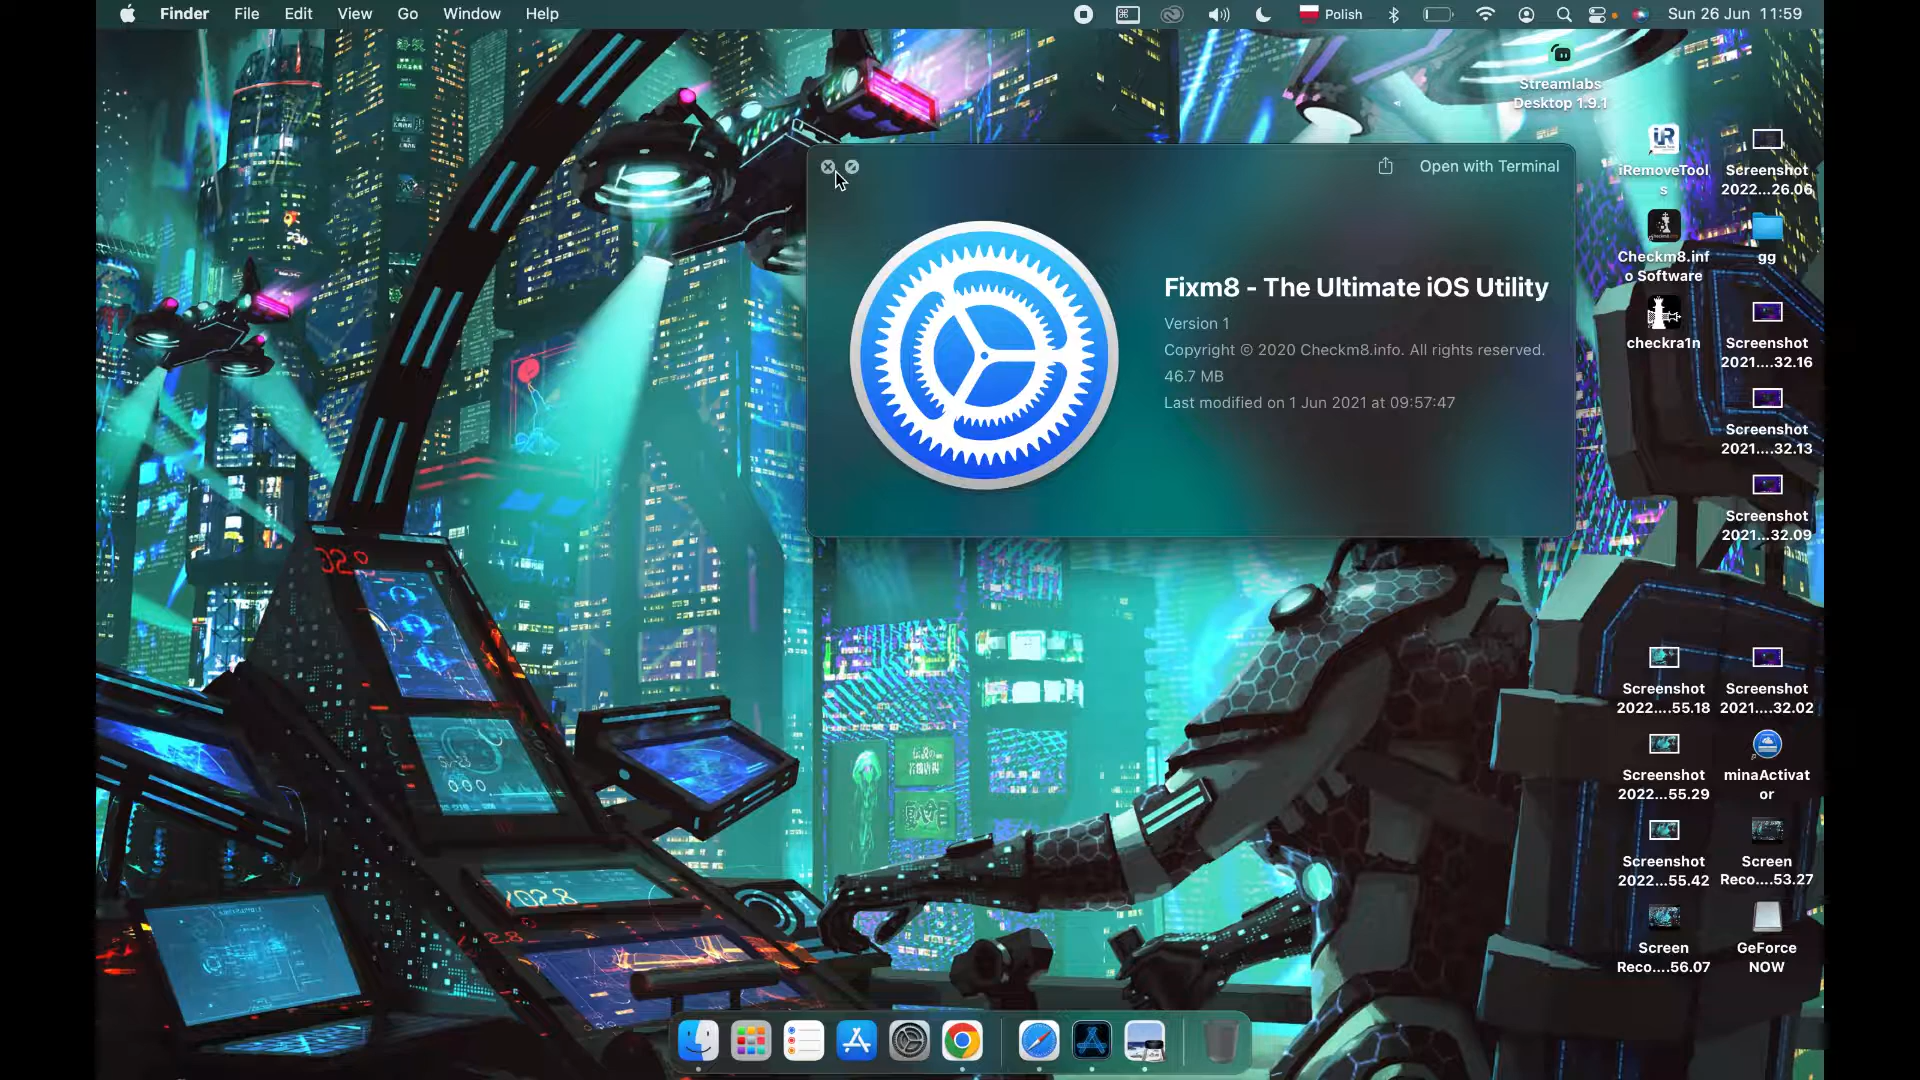 Finder File Edit View Go Window Help
Polish Sun 26 Jun 11:59
Streamlabs
Desktop 1.9.1
Open with Terminal
Fixm8 - The Ultimate iOS Utility
Version 1
Copyright © 2020 Checkm8.info. All rights reserved.
46.7 MB
Last modified on 1 Jun 2021 at 09:57:47
iRemoveTool
s
Screenshot
2022...26.06
Checkm8.inf
o Software
gg
checkra1n
Screenshot
2021....32.16
Screenshot
2021....32.13
Screenshot
2021....32.09
Screenshot
2022....55.18
Screenshot
2021....32.02
Screenshot
2022...55.29
minaActivat
or
Screenshot
2022...55.42
Screen
Reco....53.27
Screen
Reco....56.07
GeForce
NOW